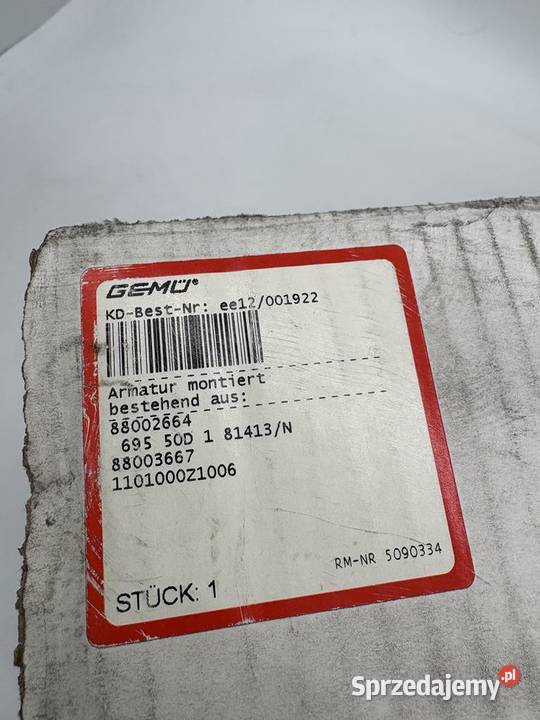 GEMÜ®
KD-Best-Nr: ee12/001922
Armatur montiert
bestehend aus:
88002664
695 50D 1 81413/N
88003667
1101000Z1006
RM-NR 5090334
STÜCK: 1
Sprzedajemy.pl